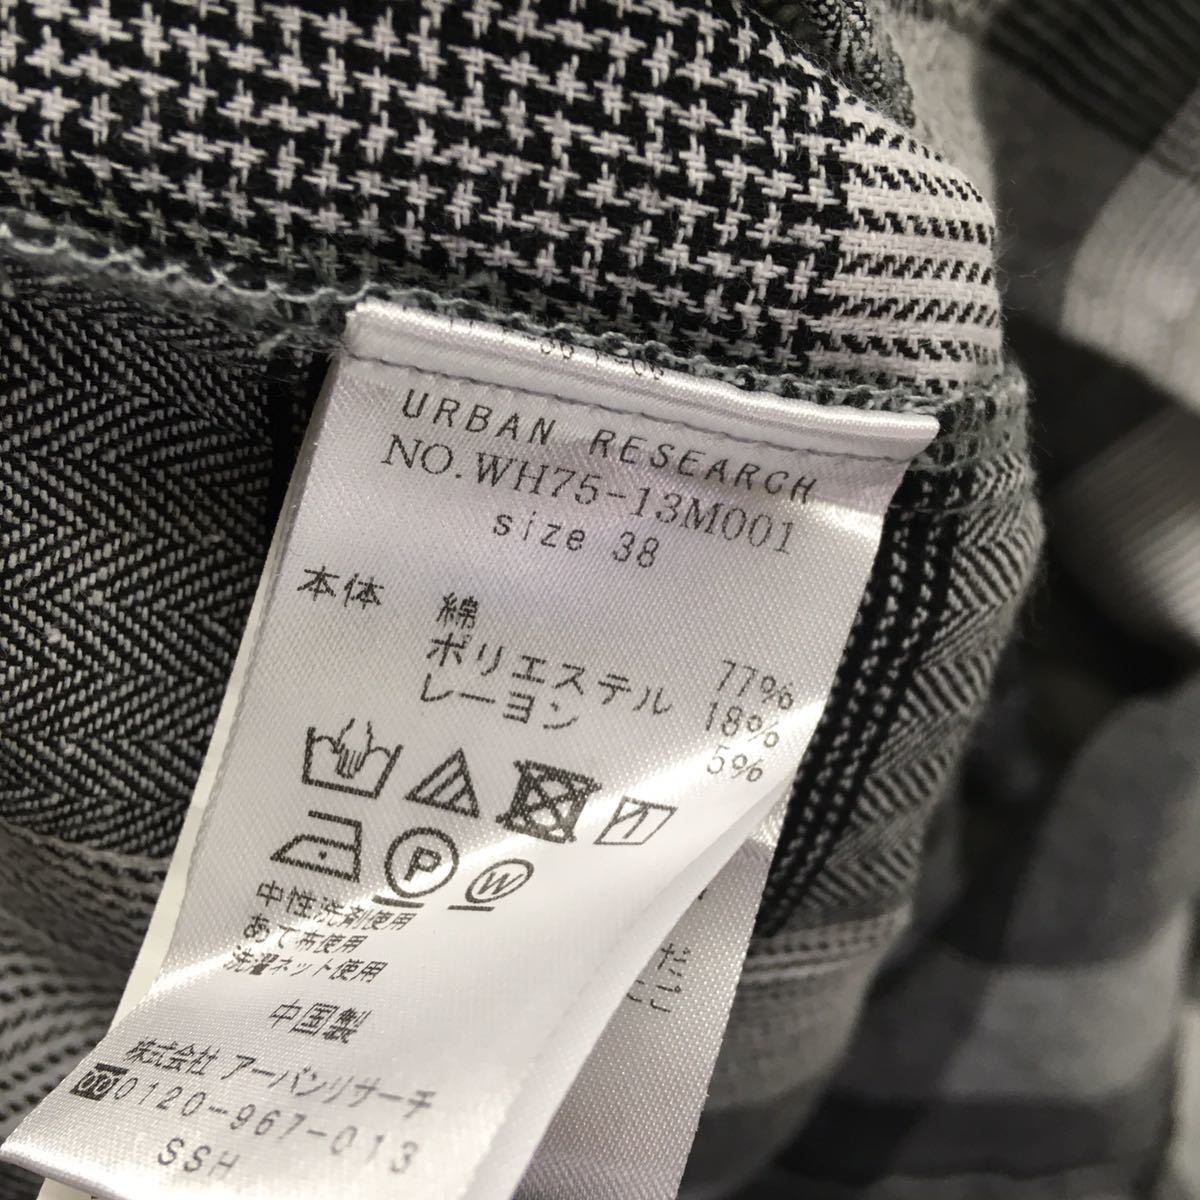 URBAN RESEARCH
NO.WH75-13M001
size 38
本体 綿 77%
ポリエステル 18%
レーヨン 5%
P W
中性洗剤使用
あて布使用
洗濯ネット使用
中国製
株式会社 アーバンリサーチ
0120-967-013
SSH